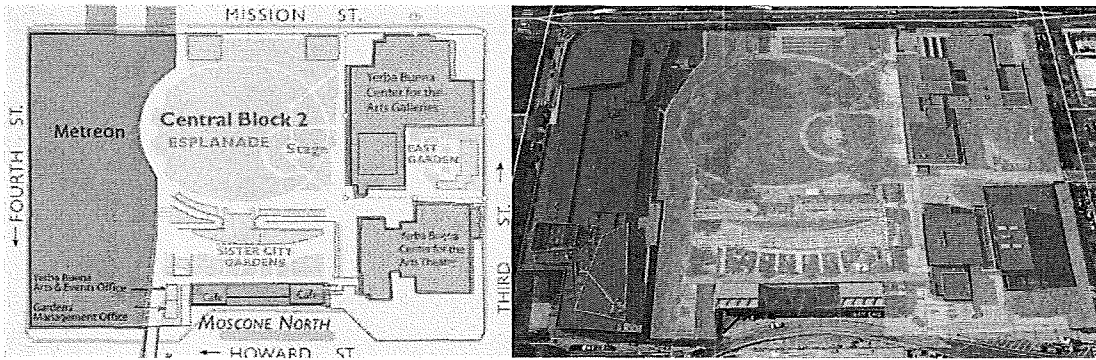 MISSION ST.
Yerba Buena
Center for the
Arts Galleries
Central Block 2
ESPLANADE
Stage
Metreon
EAST
GARDEN
← FOURTH ST.
THIRD ST. →
SISTER CITY
GARDENS
Yerba Buena
Center for the
Arts Theater
Yerba Buena
Arts & Events Office
Gardens
Management Office
Cafe
Cafe
MOSCONE NORTH
← HOWARD ST.